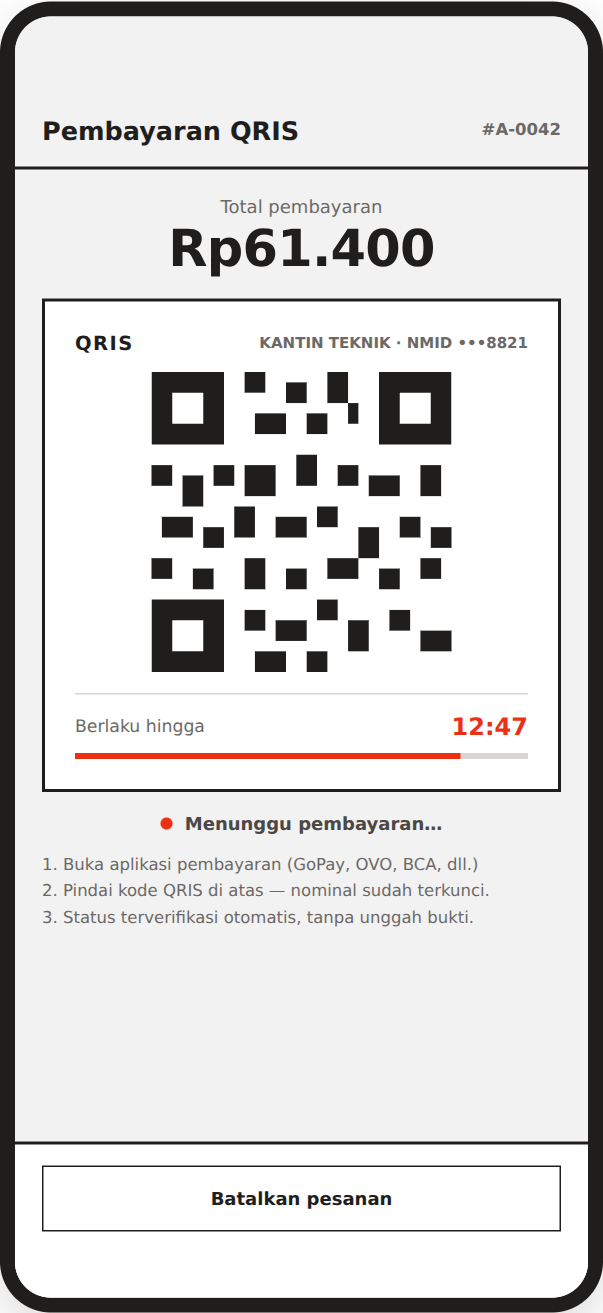 Pembayaran QRIS
#A-0042
Total pembayaran
Rp61.400
QRIS
KANTIN TEKNIK · NMID •••8821
Berlaku hingga
12:47
Menunggu pembayaran…
1. Buka aplikasi pembayaran (GoPay, OVO, BCA, dll.)
2. Pindai kode QRIS di atas — nominal sudah terkunci.
3. Status terverifikasi otomatis, tanpa unggah bukti.
Batalkan pesanan